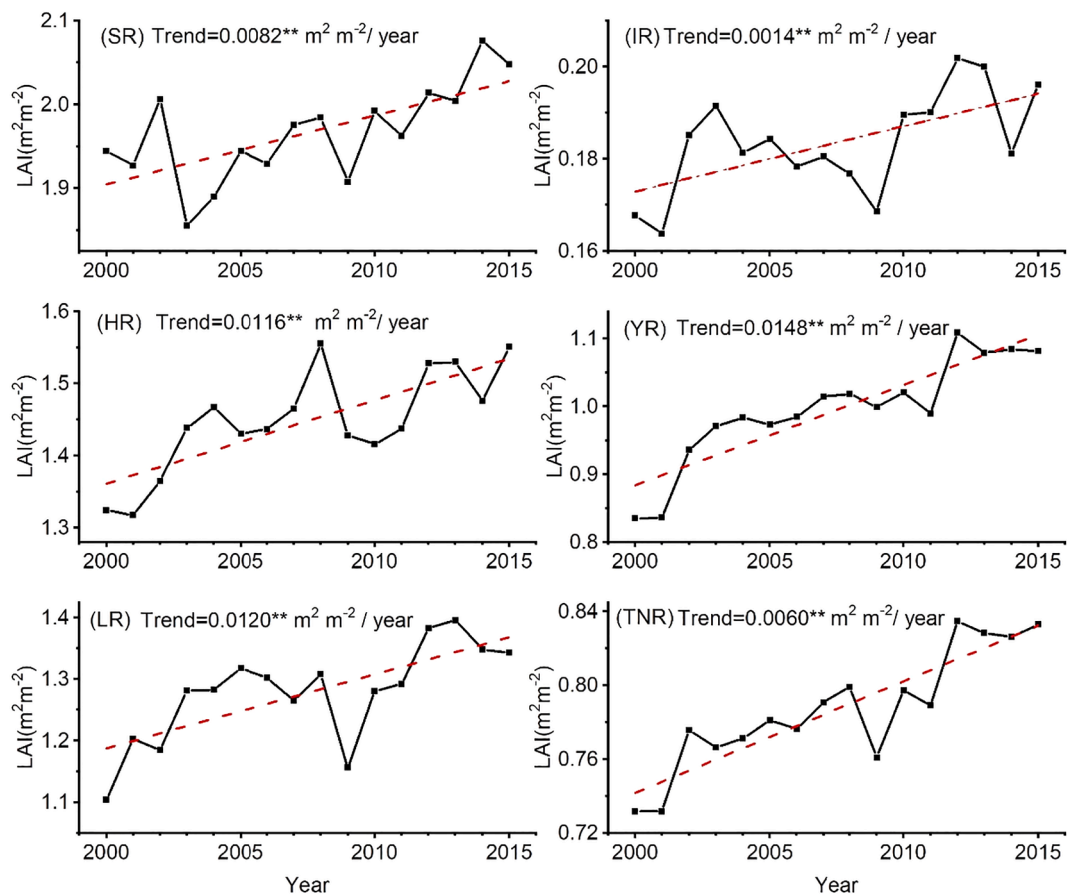 (SR) Trend=0.0082** m² m⁻²/ year
LAI(m²m⁻²)
2.1
2.0
1.9
2000 2005 2010 2015
(IR) Trend=0.0014** m² m⁻² / year
LAI(m²m⁻²)
0.20
0.18
0.16
2000 2005 2010 2015
(HR) Trend=0.0116** m² m⁻²/ year
LAI(m²m⁻²)
1.6
1.5
1.4
1.3
2000 2005 2010 2015
(YR) Trend=0.0148** m² m⁻² / year
LAI(m²m⁻²)
1.1
1.0
0.9
0.8
2000 2005 2010 2015
(LR) Trend=0.0120** m² m⁻² / year
LAI(m²m⁻²)
1.4
1.3
1.2
1.1
2000 2005 2010 2015
Year
(TNR) Trend=0.0060** m² m⁻²/ year
LAI(m²m⁻²)
0.84
0.80
0.76
0.72
2000 2005 2010 2015
Year